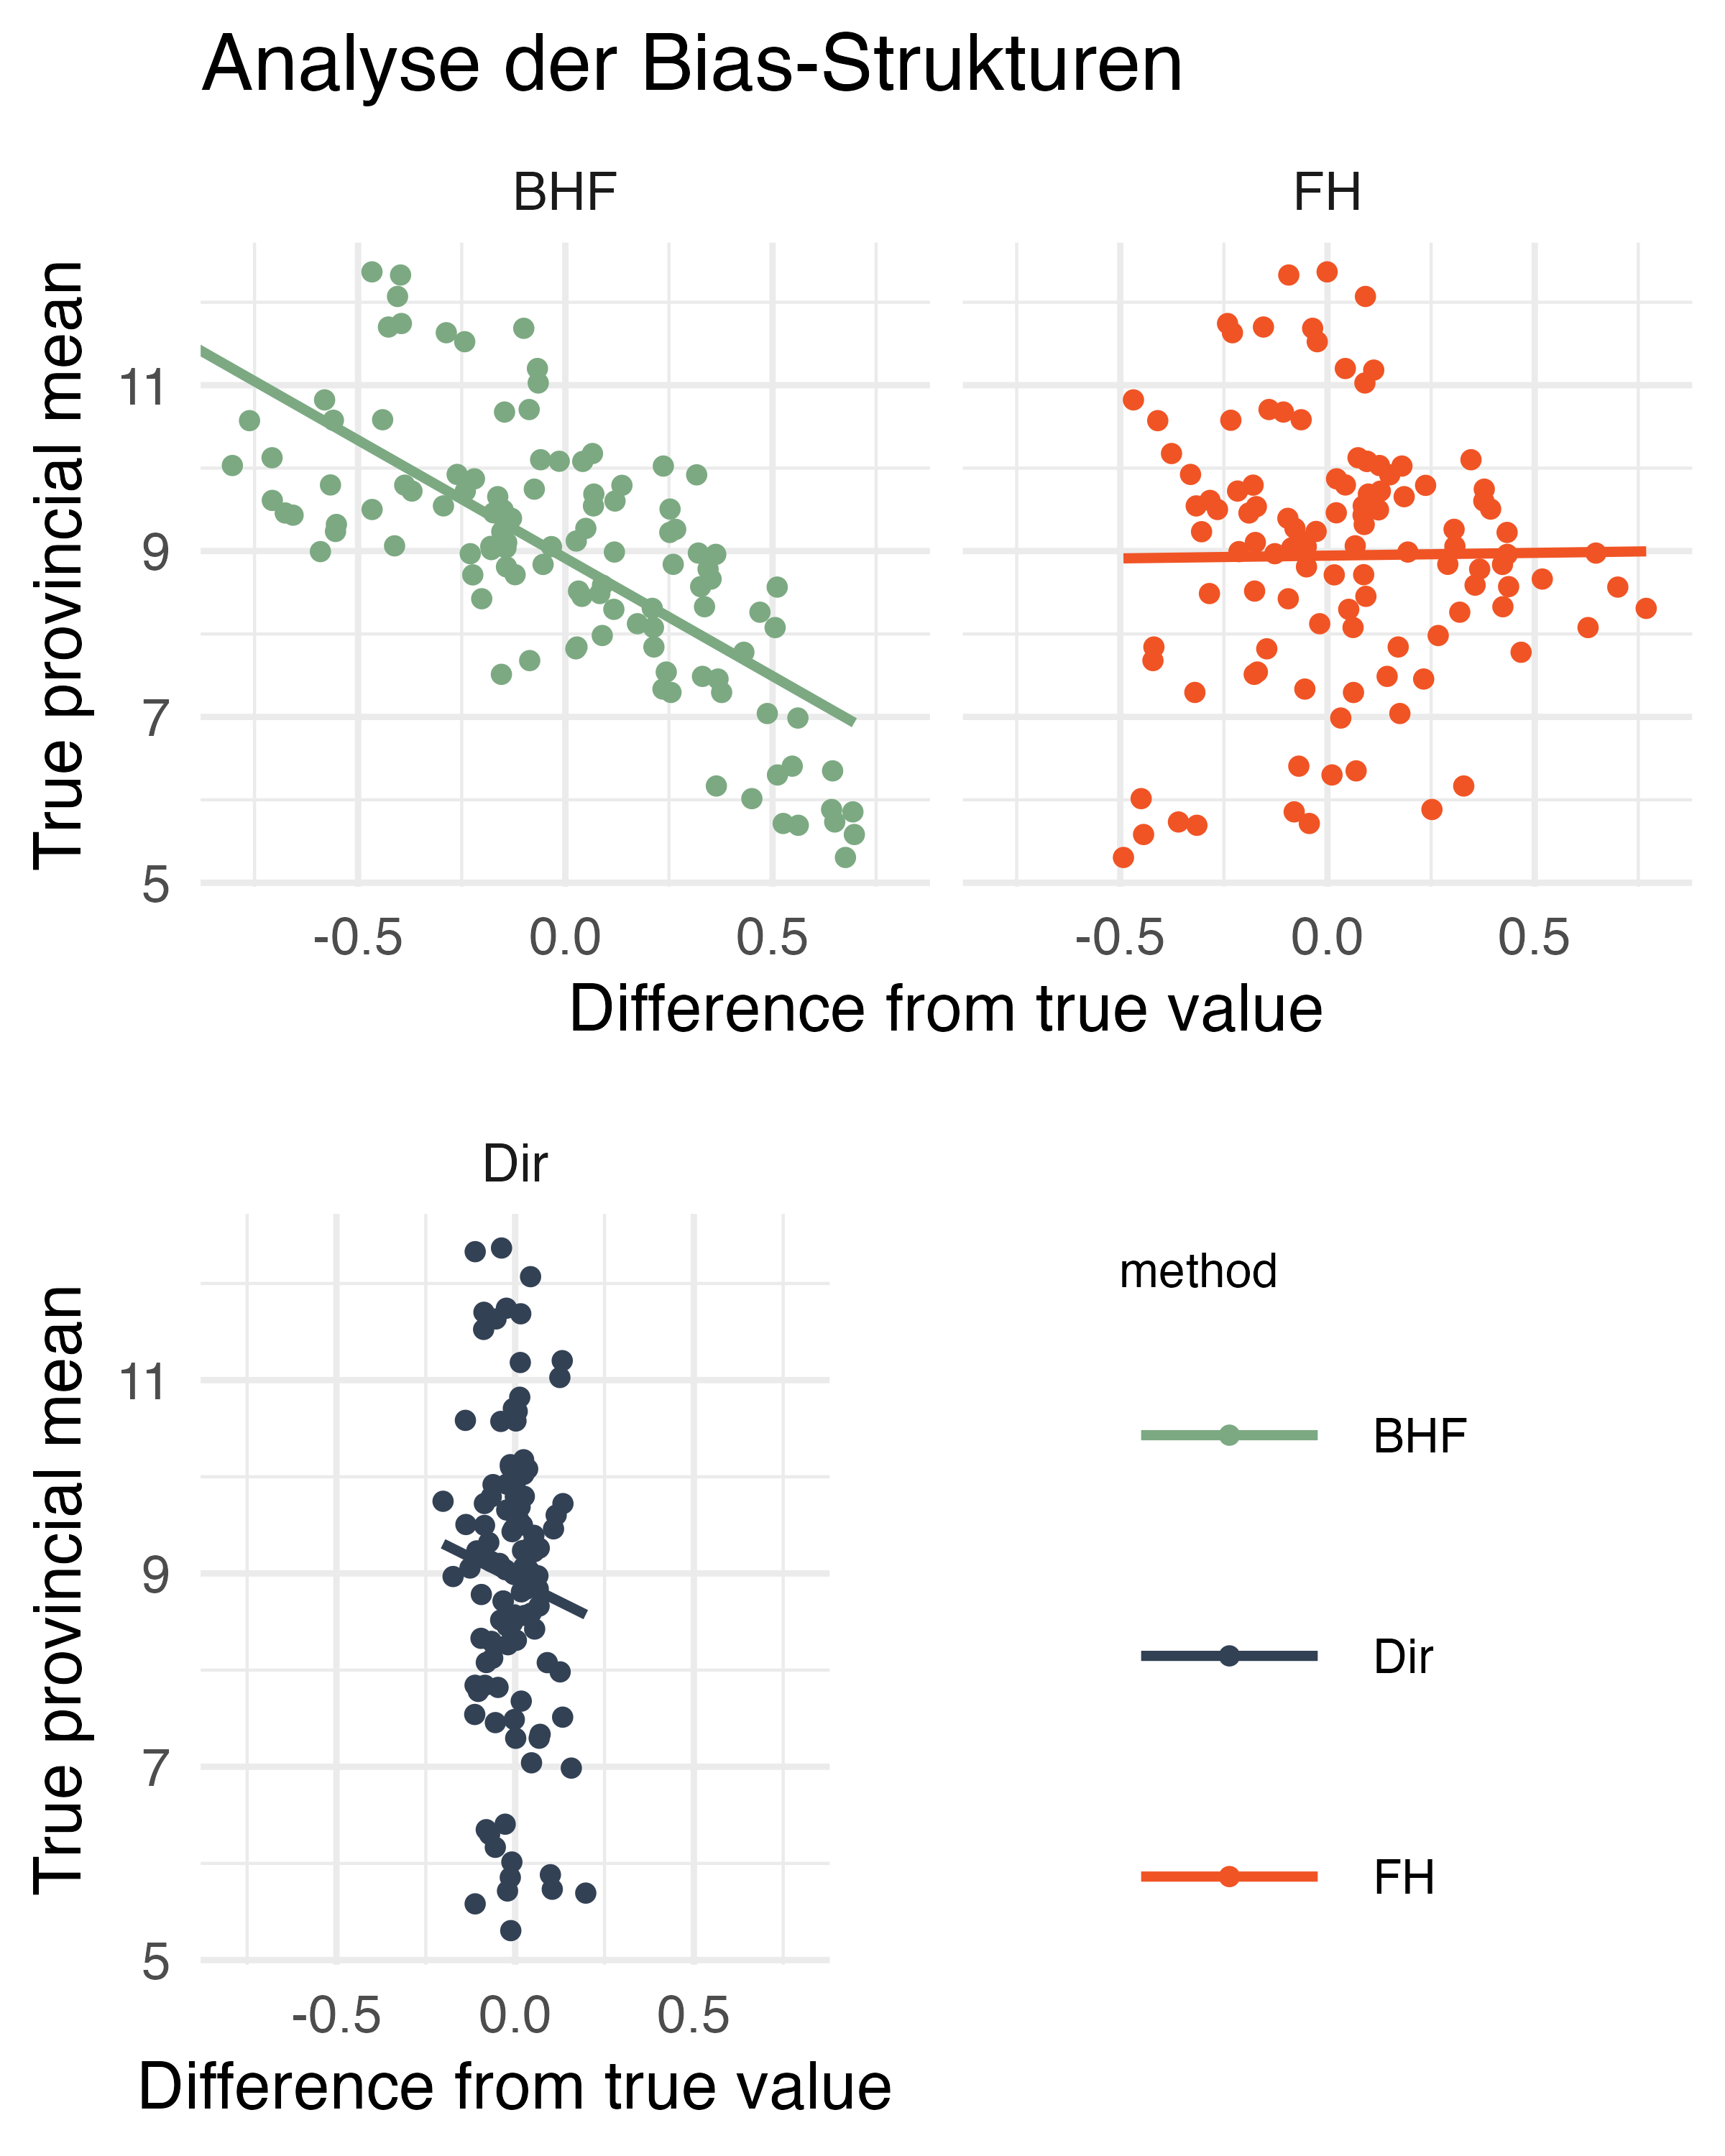 Analyse der Bias-Strukturen
BHF
FH
True provincial mean
11
9
7
5
-0.5 0.0 0.5
-0.5 0.0 0.5
Difference from true value
Dir
True provincial mean
11
9
7
5
-0.5 0.0 0.5
Difference from true value
method
BHF
Dir
FH